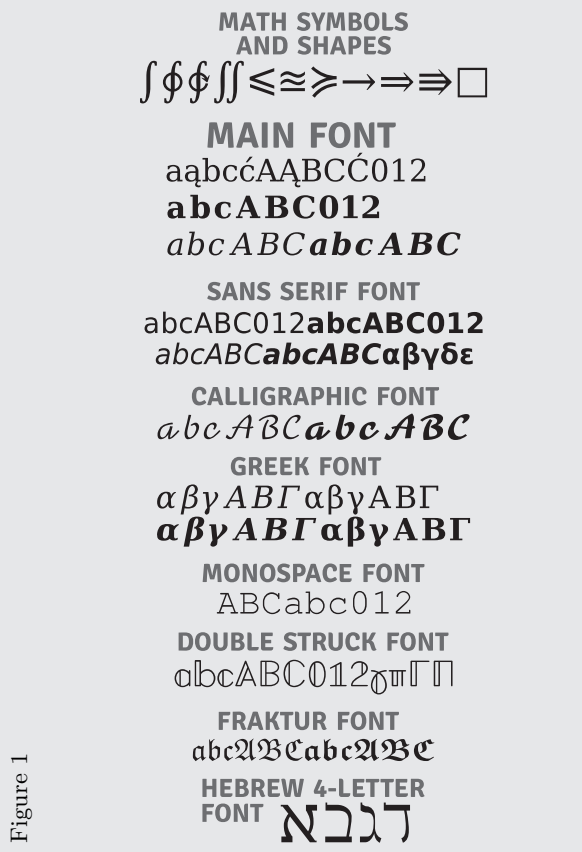 MATH SYMBOLS
AND SHAPES
∫∮∳∬⩽≊≽→⇒⇛□
MAIN FONT
aąbcćAĄBCĆ012
abcABC012
abcABCabcABC
SANS SERIF FONT
abcABC012abcABC012
abcABCabcABCαβγδε
CALLIGRAPHIC FONT
abcABCabcABC
GREEK FONT
αβγΑΒΓαβγΑΒΓ
αβγΑΒΓαβγΑΒΓ
MONOSPACE FONT
ABCabc012
DOUBLE STRUCK FONT
abcABC012γπΓΠ
FRAKTUR FONT
abcABCabcABC
HEBREW 4-LETTER
FONT דגבא
Figure 1